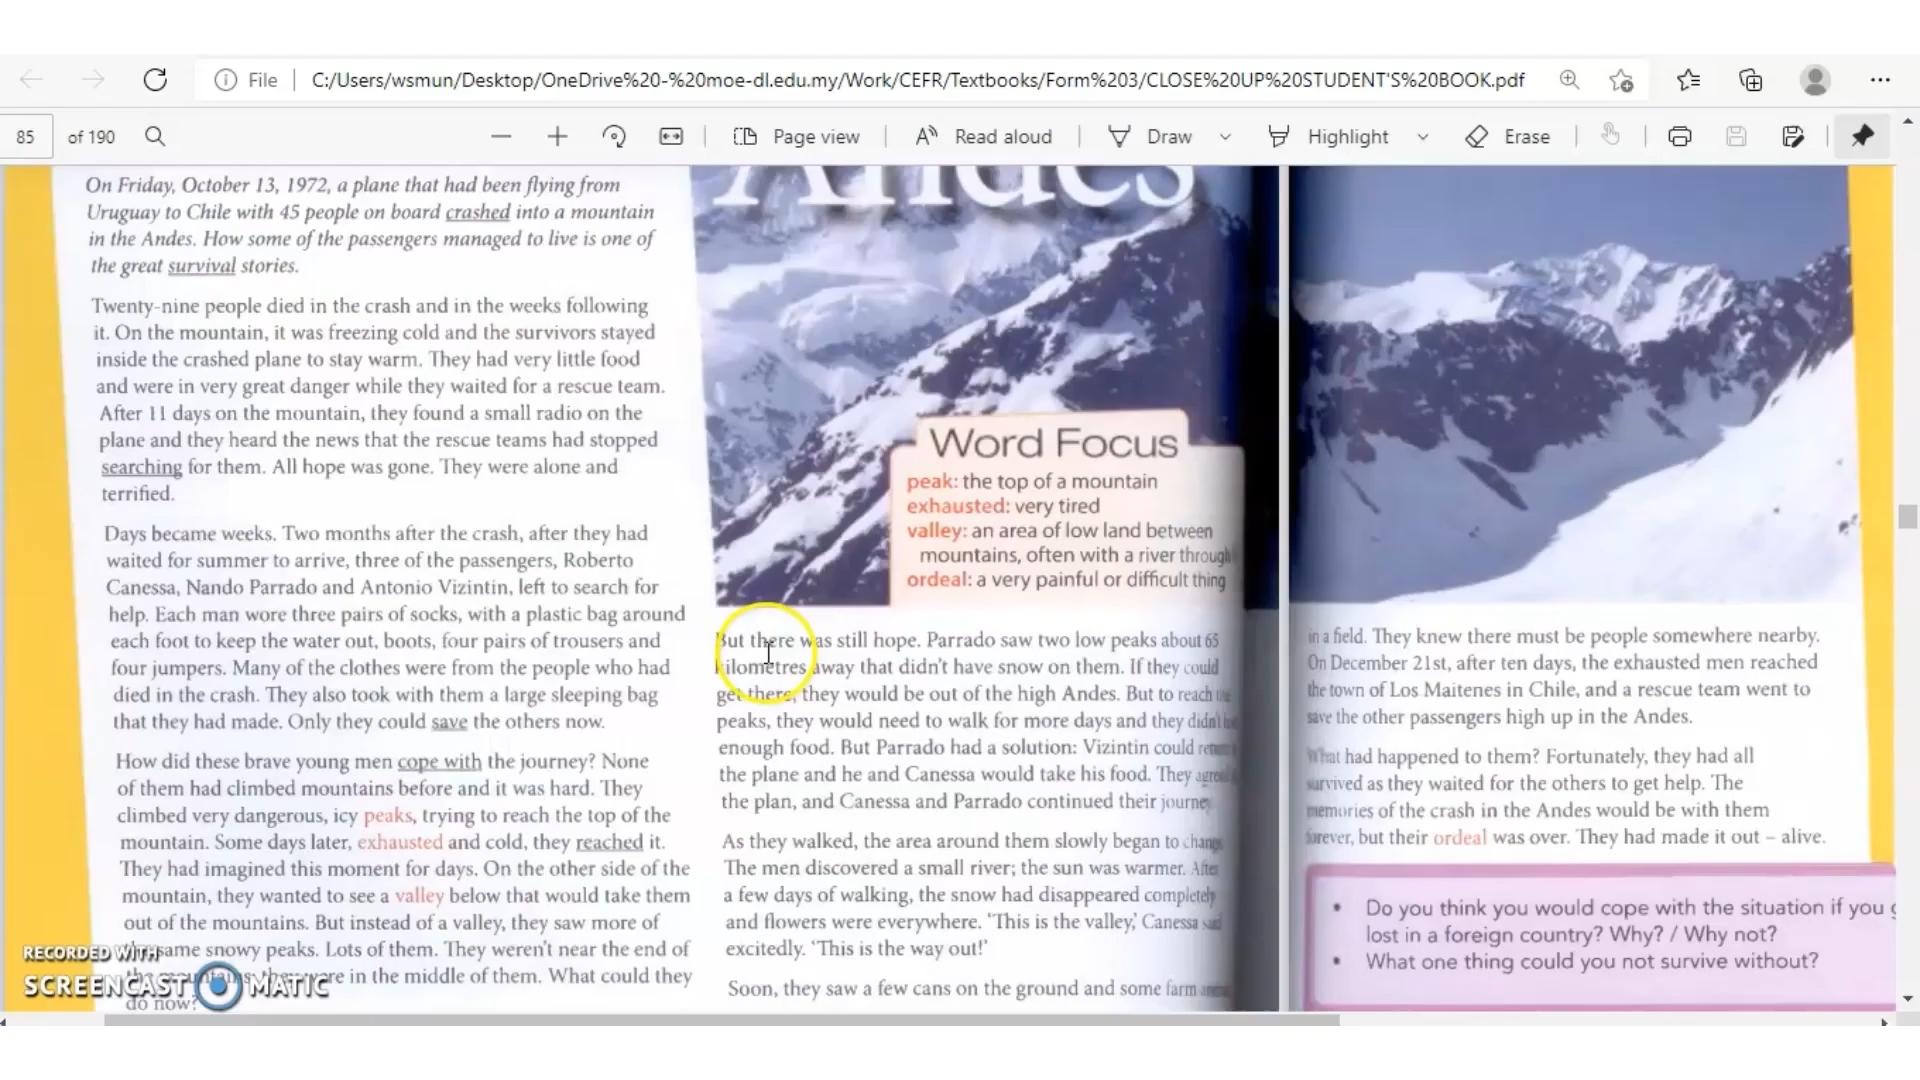 File
C:/Users/wsmun/Desktop/OneDrive%20-%20moe-dl.edu.my/Work/CEFR/Textbooks/Form%203/CLOSE%20UP%20STUDENT'S%20BOOK.pdf
85 of 190
Page view
Read aloud
Draw
Highlight
Erase
Andes
On Friday, October 13, 1972, a plane that had been flying from
Uruguay to Chile with 45 people on board crashed into a mountain
in the Andes. How some of the passengers managed to live is one of
the great survival stories.
Twenty-nine people died in the crash and in the weeks following
it. On the mountain, it was freezing cold and the survivors stayed
inside the crashed plane to stay warm. They had very little food
and were in very great danger while they waited for a rescue team.
After 11 days on the mountain, they found a small radio on the
plane and they heard the news that the rescue teams had stopped
searching for them. All hope was gone. They were alone and
terrified.
Days became weeks. Two months after the crash, after they had
waited for summer to arrive, three of the passengers, Roberto
Canessa, Nando Parrado and Antonio Vizintin, left to search for
help. Each man wore three pairs of socks, with a plastic bag around
each foot to keep the water out, boots, four pairs of trousers and
four jumpers. Many of the clothes were from the people who had
died in the crash. They also took with them a large sleeping bag
that they had made. Only they could save the others now.
How did these brave young men cope with the journey? None
of them had climbed mountains before and it was hard. They
climbed very dangerous, icy peaks, trying to reach the top of the
mountain. Some days later, exhausted and cold, they reached it.
They had imagined this moment for days. On the other side of the
mountain, they wanted to see a valley below that would take them
out of the mountains. But instead of a valley, they saw more of
same snowy peaks. Lots of them. They weren't near the end of
the mountains, they were in the middle of them. What could they
do now?
RECORDED WITH
SCREENCAST MATIC
Word Focus
peak: the top of a mountain
exhausted: very tired
valley: an area of low land between
mountains, often with a river through
ordeal: a very painful or difficult thing
But there was still hope. Parrado saw two low peaks about 65
kilometres away that didn't have snow on them. If they could
get there, they would be out of the high Andes. But to reach the
peaks, they would need to walk for more days and they didn't
enough food. But Parrado had a solution: Vizintin could
the plane and he and Canessa would take his food. They
the plan, and Canessa and Parrado continued their journey
As they walked, the area around them slowly began to change
The men discovered a small river; the sun was warmer. After
a few days of walking, the snow had disappeared completely
and flowers were everywhere. 'This is the valley,' Canessa said
excitedly. 'This is the way out!'
Soon, they saw a few cans on the ground and some farm
in a field. They knew there must be people somewhere nearby.
On December 21st, after ten days, the exhausted men reached
the town of Los Maitenes in Chile, and a rescue team went to
save the other passengers high up in the Andes.
What had happened to them? Fortunately, they had all
survived as they waited for the others to get help. The
memories of the crash in the Andes would be with them
forever, but their ordeal was over. They had made it out – alive.
• Do you think you would cope with the situation if you
lost in a foreign country? Why? / Why not?
• What one thing could you not survive without?